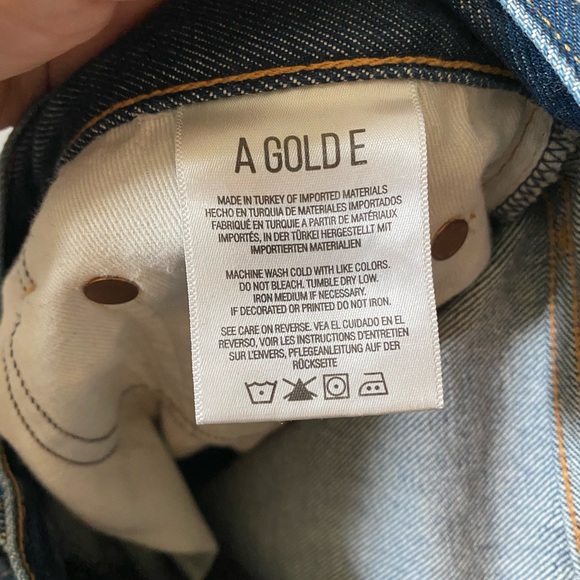 A GOLD E
MADE IN TURKEY OF IMPORTED MATERIALS
HECHO EN TURQUIA DE MATERIALES IMPORTADOS
FABRIQUÉ EN TURQUIE A PARTIR DE MATÉRIAUX
IMPORTÉS, IN DER TÜRKEI HERGESTELLT MIT
IMPORTIERTEN MATERIALIEN
MACHINE WASH COLD WITH LIKE COLORS.
DO NOT BLEACH. TUMBLE DRY LOW.
IRON MEDIUM IF NECESSARY.
IF DECORATED OR PRINTED DO NOT IRON.
SEE CARE ON REVERSE. VEA EL CUIDADO EN EL
REVERSO, VOIR LES INSTRUCTIONS D'ENTRETIEN
SUR L'ENVERS, PFLEGEANLEITUNG AUF DER
RÜCKSEITE